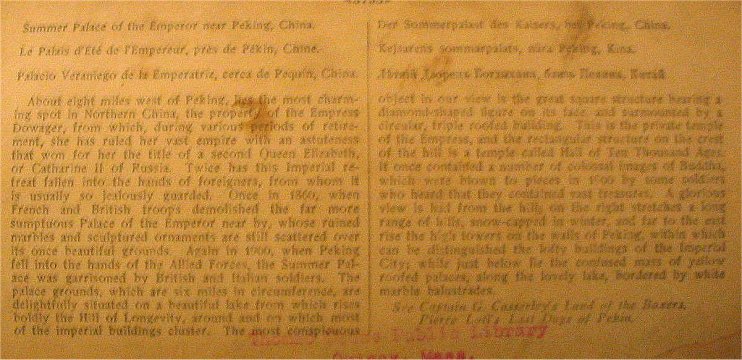 Summer Palace of the Emperor near Peking, China.
Le Palais d'Été de l'Empereur, près de Pékin, Chine.
Palacio Veraniego de la Emperatriz, cerca de Pequín, China.
About eight miles west of Peking, lies the most charm-
ing spot in Northern China, the property of the Empress
Dowager, from which, during various periods of retire-
ment, she has ruled her vast empire with an astuteness
that won for her the title of a second Queen Elizabeth,
or Catharine II of Russia. Twice has this Imperial re-
treat fallen into the hands of foreigners, from whom it
is usually so jealously guarded. Once in 1860, when
French and British troops demolished the far more
sumptuous Palace of the Emperor near by, whose ruined
marbles and sculptured ornaments are still scattered over
its once beautiful grounds. Again in 1900, when Peking
fell into the hands of the Allied Forces, the Summer Pal-
ace was garrisoned by British and Italian soldiers. The
palace grounds, which are six miles in circumference, are
delightfully situated on a beautiful lake from which rises
boldly the Hill of Longevity, around and on which most
of the imperial buildings cluster. The most conspicuous
Der Sommerpalast des Kaisers, bei Peking, China.
Kejsarens sommarpalats, nära Peking, Kina.
object in our view is the great square structure bearing a
diamond-shaped figure on its side and surmounted by a
circular, triple roofed building. This is the private temple
of the Empress, and the rectangular structure on the crest
of the hill is a temple called Hall of Ten Thousand Ages.
It once contained a number of colossal images of Buddha,
which were blown to pieces in 1900 by some soldiers
who heard that they contained vast treasures. A glorious
view is had from the hill; on the right stretches a long
range of hills, snow-capped in winter, and far to the east
rise the huge towers on the walls of Peking, within which
can be distinguished the lofty buildings of the Imperial
City; while just below lie the confused mass of yellow
roofed palaces, along the lovely lake, bordered by white
marble balustrades.
See Captain G. Casserley's Land of the Boxers.
Pierre Loti's Last Days of Pekin.
Public Library
Quincy, Mass.